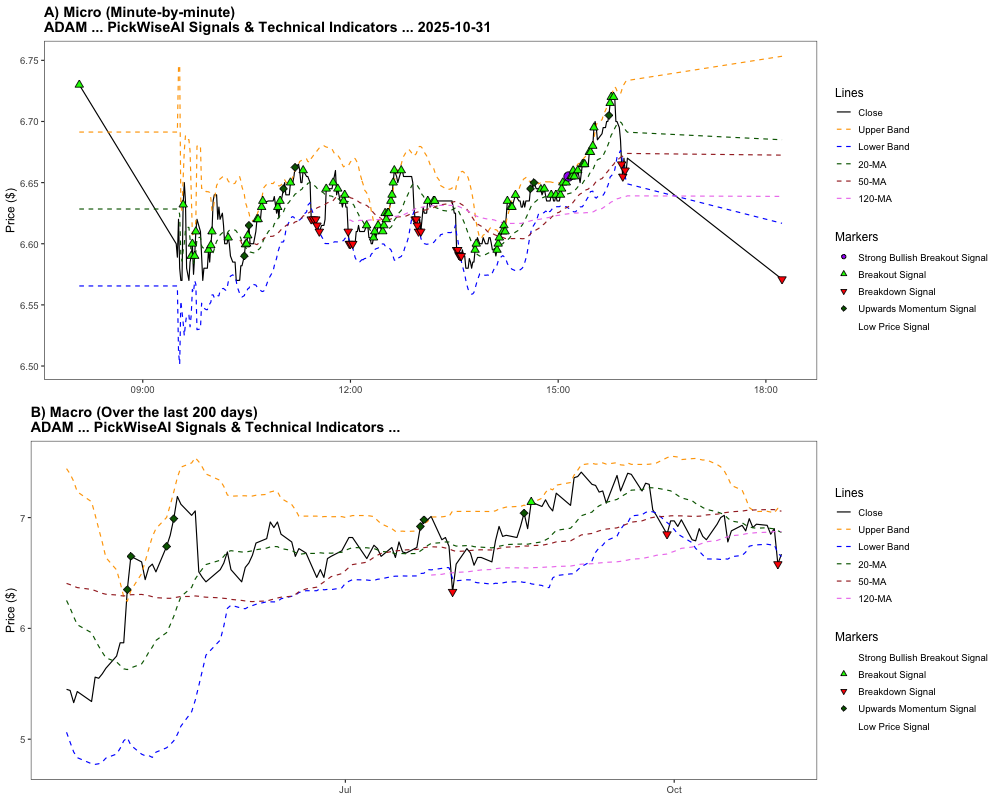 A) Micro (Minute-by-minute)
ADAM ... PickWiseAI Signals & Technical Indicators ... 2025-10-31
Price ($)
6.75
6.70
6.65
6.60
6.55
6.50
09:00
12:00
15:00
18:00
Lines
Close
Upper Band
Lower Band
20-MA
50-MA
120-MA
Markers
Strong Bullish Breakout Signal
Breakout Signal
Breakdown Signal
Upwards Momentum Signal
Low Price Signal
B) Macro (Over the last 200 days)
ADAM ... PickWiseAI Signals & Technical Indicators ...
Price ($)
7
6
5
Jul
Oct
Lines
Close
Upper Band
Lower Band
20-MA
50-MA
120-MA
Markers
Strong Bullish Breakout Signal
Breakout Signal
Breakdown Signal
Upwards Momentum Signal
Low Price Signal